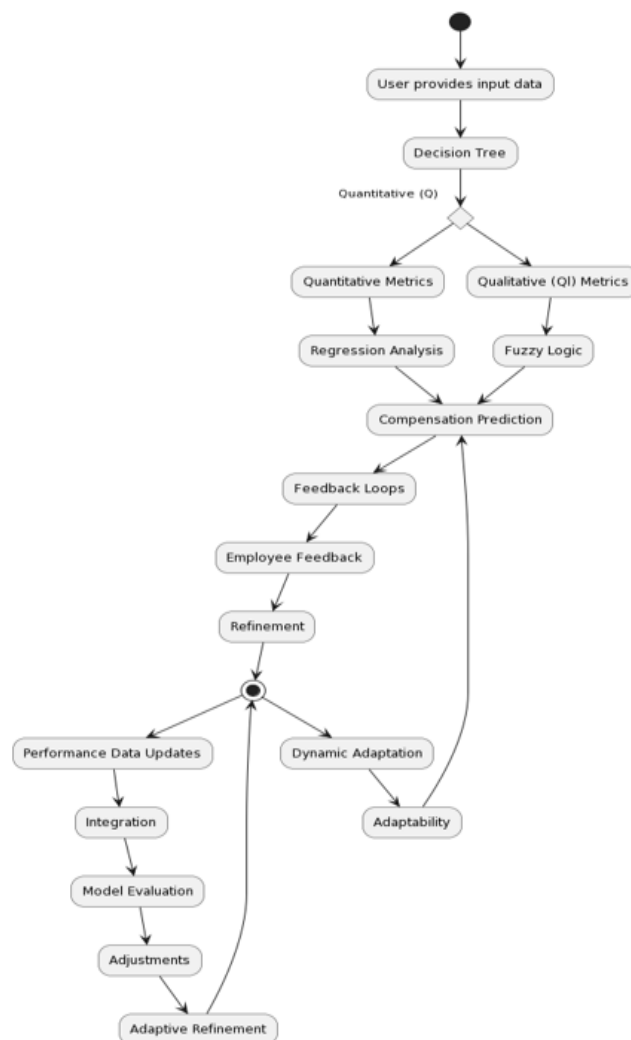 User provides input data
Decision Tree
Quantitative (Q)
Quantitative Metrics
Qualitative (Ql) Metrics
Regression Analysis
Fuzzy Logic
Compensation Prediction
Feedback Loops
Employee Feedback
Refinement
Performance Data Updates
Dynamic Adaptation
Integration
Adaptability
Model Evaluation
Adjustments
Adaptive Refinement